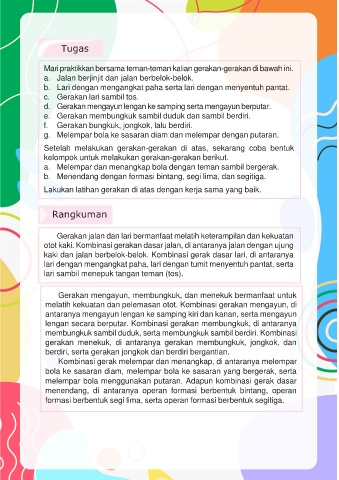 Tugas
Mari praktikkan bersama teman-teman kalian gerakan-gerakan di bawah ini.
a. Jalan berjinjit dan jalan berbelok-belok.
b. Lari dengan mengangkat paha serta lari dengan menyentuh pantat.
c. Gerakan lari sambil tos.
d. Gerakan mengayun lengan ke samping serta mengayun berputar.
e. Gerakan membungkuk sambil duduk dan sambil berdiri.
f. Gerakan bungkuk, jongkok, lalu berdiri.
g. Melempar bola ke sasaran diam dan melempar dengan putaran.
Setelah melakukan gerakan-gerakan di atas, sekarang coba bentuk
kelompok untuk melakukan gerakan-gerakan berikut.
a. Melempar dan menangkap bola dengan teman sambil bergerak.
b. Menendang dengan formasi bintang, segi lima, dan segitiga.
Lakukan latihan gerakan di atas dengan kerja sama yang baik.
Rangkuman
Gerakan jalan dan lari bermanfaat melatih keterampilan dan kekuatan
otot kaki. Kombinasi gerakan dasar jalan, di antaranya jalan dengan ujung
kaki dan jalan berbelok-belok. Kombinasi gerak dasar lari, di antaranya
lari dengan mengangkat paha, lari dengan tumit menyentuh pantat, serta
lari sambil menepuk tangan teman (tos).
Gerakan mengayun, membungkuk, dan menekuk bermanfaat untuk
melatih kekuatan dan pelemasan otot. Kombinasi gerakan mengayun, di
antaranya mengayun lengan ke samping kiri dan kanan, serta mengayun
lengan secara berputar. Kombinasi gerakan membungkuk, di antaranya
membungkuk sambil duduk, serta membungkuk sambil berdiri. Kombinasi
gerakan menekuk, di antaranya gerakan membungkuk, jongkok, dan
berdiri, serta gerakan jongkok dan berdiri bergantian.
Kombinasi gerak melempar dan menangkap, di antaranya melempar
bola ke sasaran diam, melempar bola ke sasaran yang bergerak, serta
melempar bola menggunakan putaran. Adapun kombinasi gerak dasar
menendang, di antaranya operan formasi berbentuk bintang, operan
formasi berbentuk segi lima, serta operan formasi berbentuk segitiga.